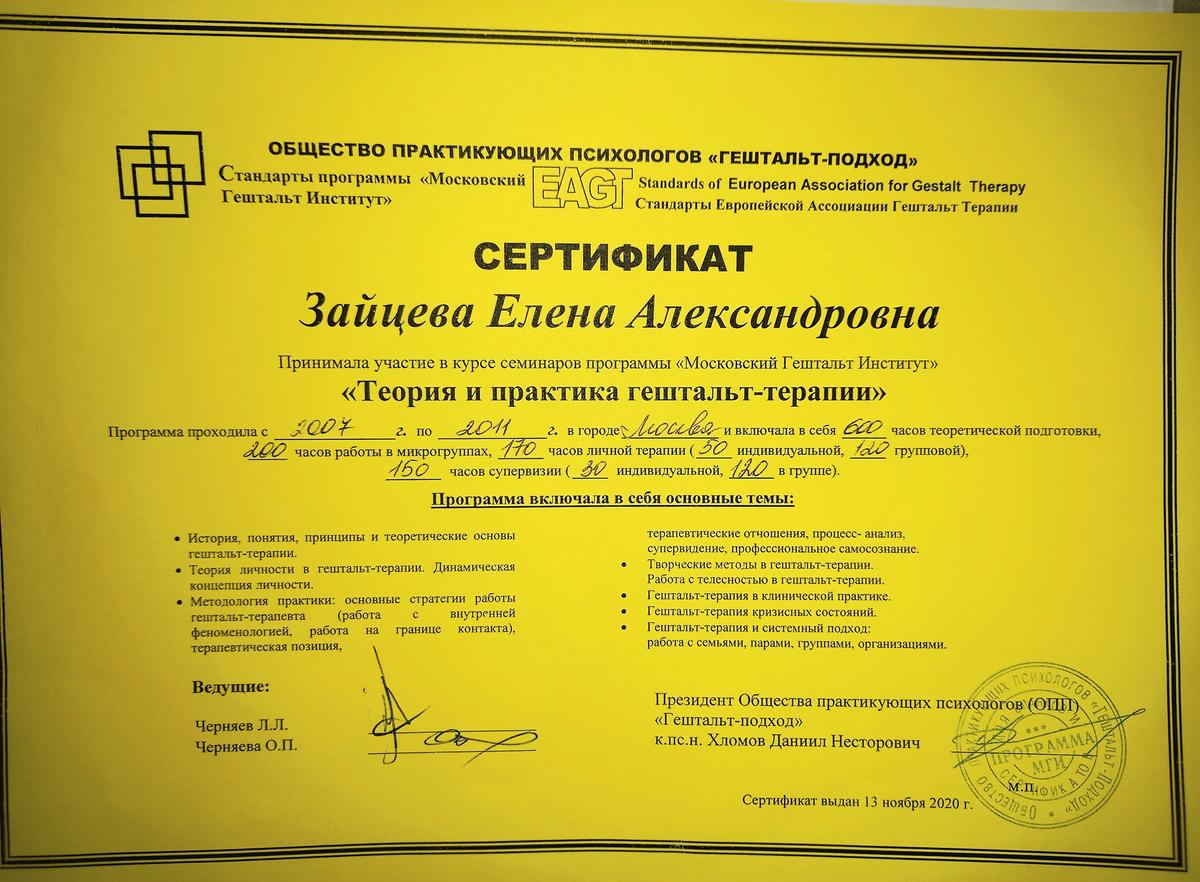 ОБЩЕСТВО ПРАКТИКУЮЩИХ ПСИХОЛОГОВ «ГЕШТАЛЬТ-ПОДХОД»
Стандарты программы «Московский
Гештальт Институт»
EAGT
Standards of European Association for Gestalt Therapy
Стандарты Европейской Ассоциации Гештальт Терапии
СЕРТИФИКАТ
Зайцева Елена Александровна
Принимала участие в курсе семинаров программы «Московский Гештальт Институт»
«Теория и практика гештальт-терапии»
Программа проходила с 2007 г. по 2011 г. в городе Москва и включала в себя 600 часов теоретической подготовки,
200 часов работы в микрогруппах, 170 часов личной терапии ( 50 индивидуальной, 120 групповой),
150 часов супервизии ( 30 индивидуальной, 120 в группе).
Программа включала в себя основные темы:
• История, понятия, принципы и теоретические основы
гештальт-терапии.
• Теория личности в гештальт-терапии. Динамическая
концепция личности.
• Методология практики: основные стратегии работы
гештальт-терапевта (работа с внутренней
феноменологией, работа на границе контакта),
терапевтическая позиция,
терапевтические отношения, процесс- анализ,
супервидение, профессиональное самосознание.
• Творческие методы в гештальт-терапии.
Работа с телесностью в гештальт-терапии.
• Гештальт-терапия в клинической практике.
• Гештальт-терапия кризисных состояний.
• Гештальт-терапия и системный подход:
работа с семьями, парами, группами, организациями.
Ведущие:
Черняев Л.Л.
Черняева О.П.
Президент Общества практикующих психологов (ОПП)
«Гештальт-подход»
к.пс.н. Хломов Даниил Несторович
М.П.
Сертификат выдан 13 ноября 2020 г.
ОБЩЕСТВО ПРАКТИКУЮЩИХ ПСИХОЛОГОВ «ГЕШТАЛЬТ-ПОДХОД»
ПРОГРАММА
МГИ